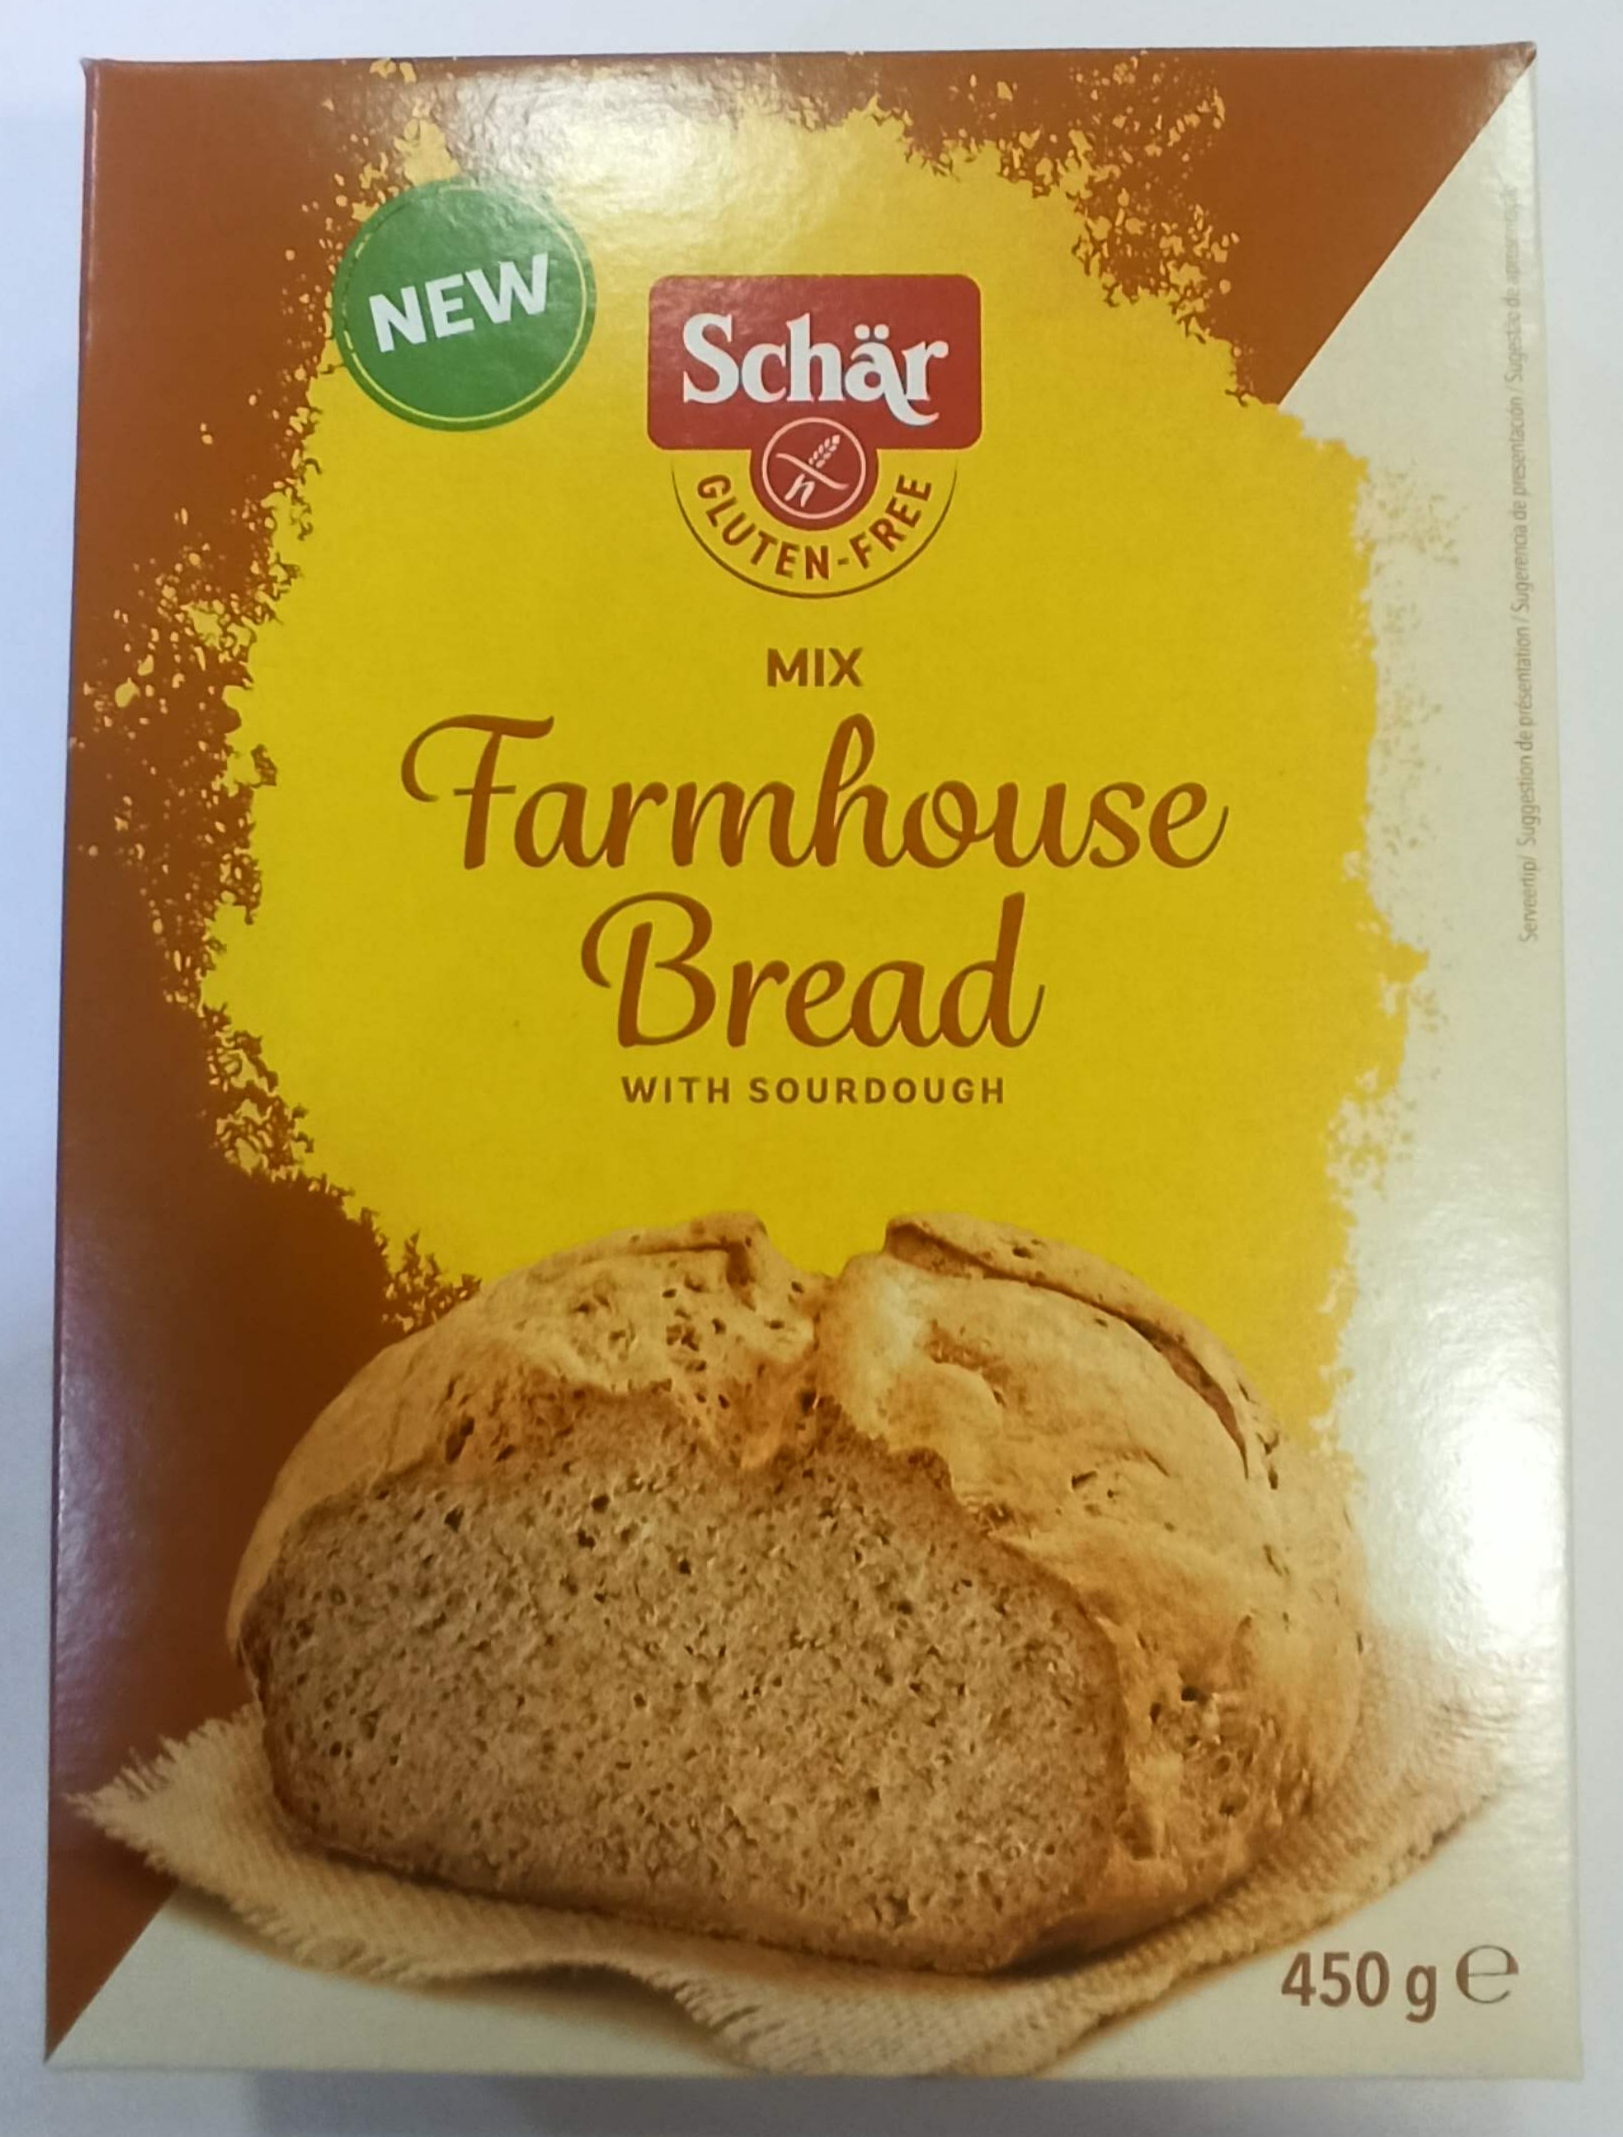 NEW
Schär
GLUTEN-FREE
MIX
Farmhouse
Bread
WITH SOURDOUGH
450 g ℮
Serveertip/ Suggestion de présentation / Sugerencia de presentación / Sugestão de apresentação